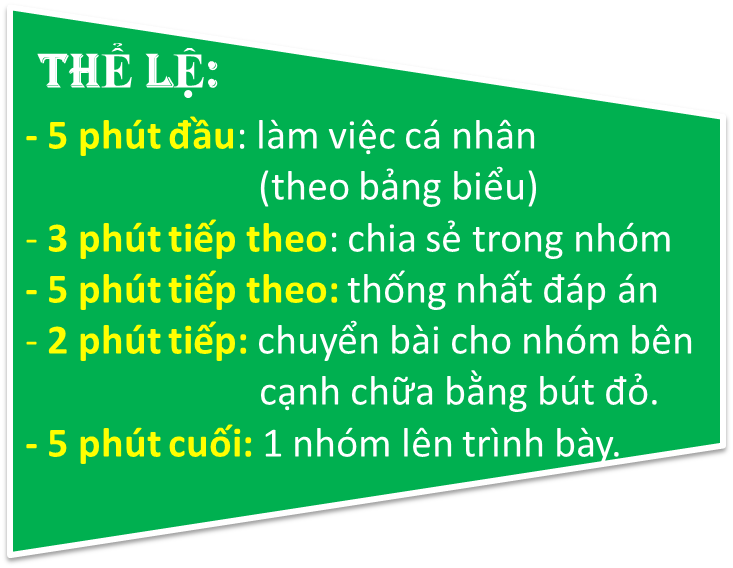 THỂ LỆ:
- 5 phút đầu: làm việc cá nhân
(theo bảng biểu)
- 3 phút tiếp theo: chia sẻ trong nhóm
- 5 phút tiếp theo: thống nhất đáp án
- 2 phút tiếp: chuyển bài cho nhóm bên
cạnh chữa bằng bút đỏ.
- 5 phút cuối: 1 nhóm lên trình bày.